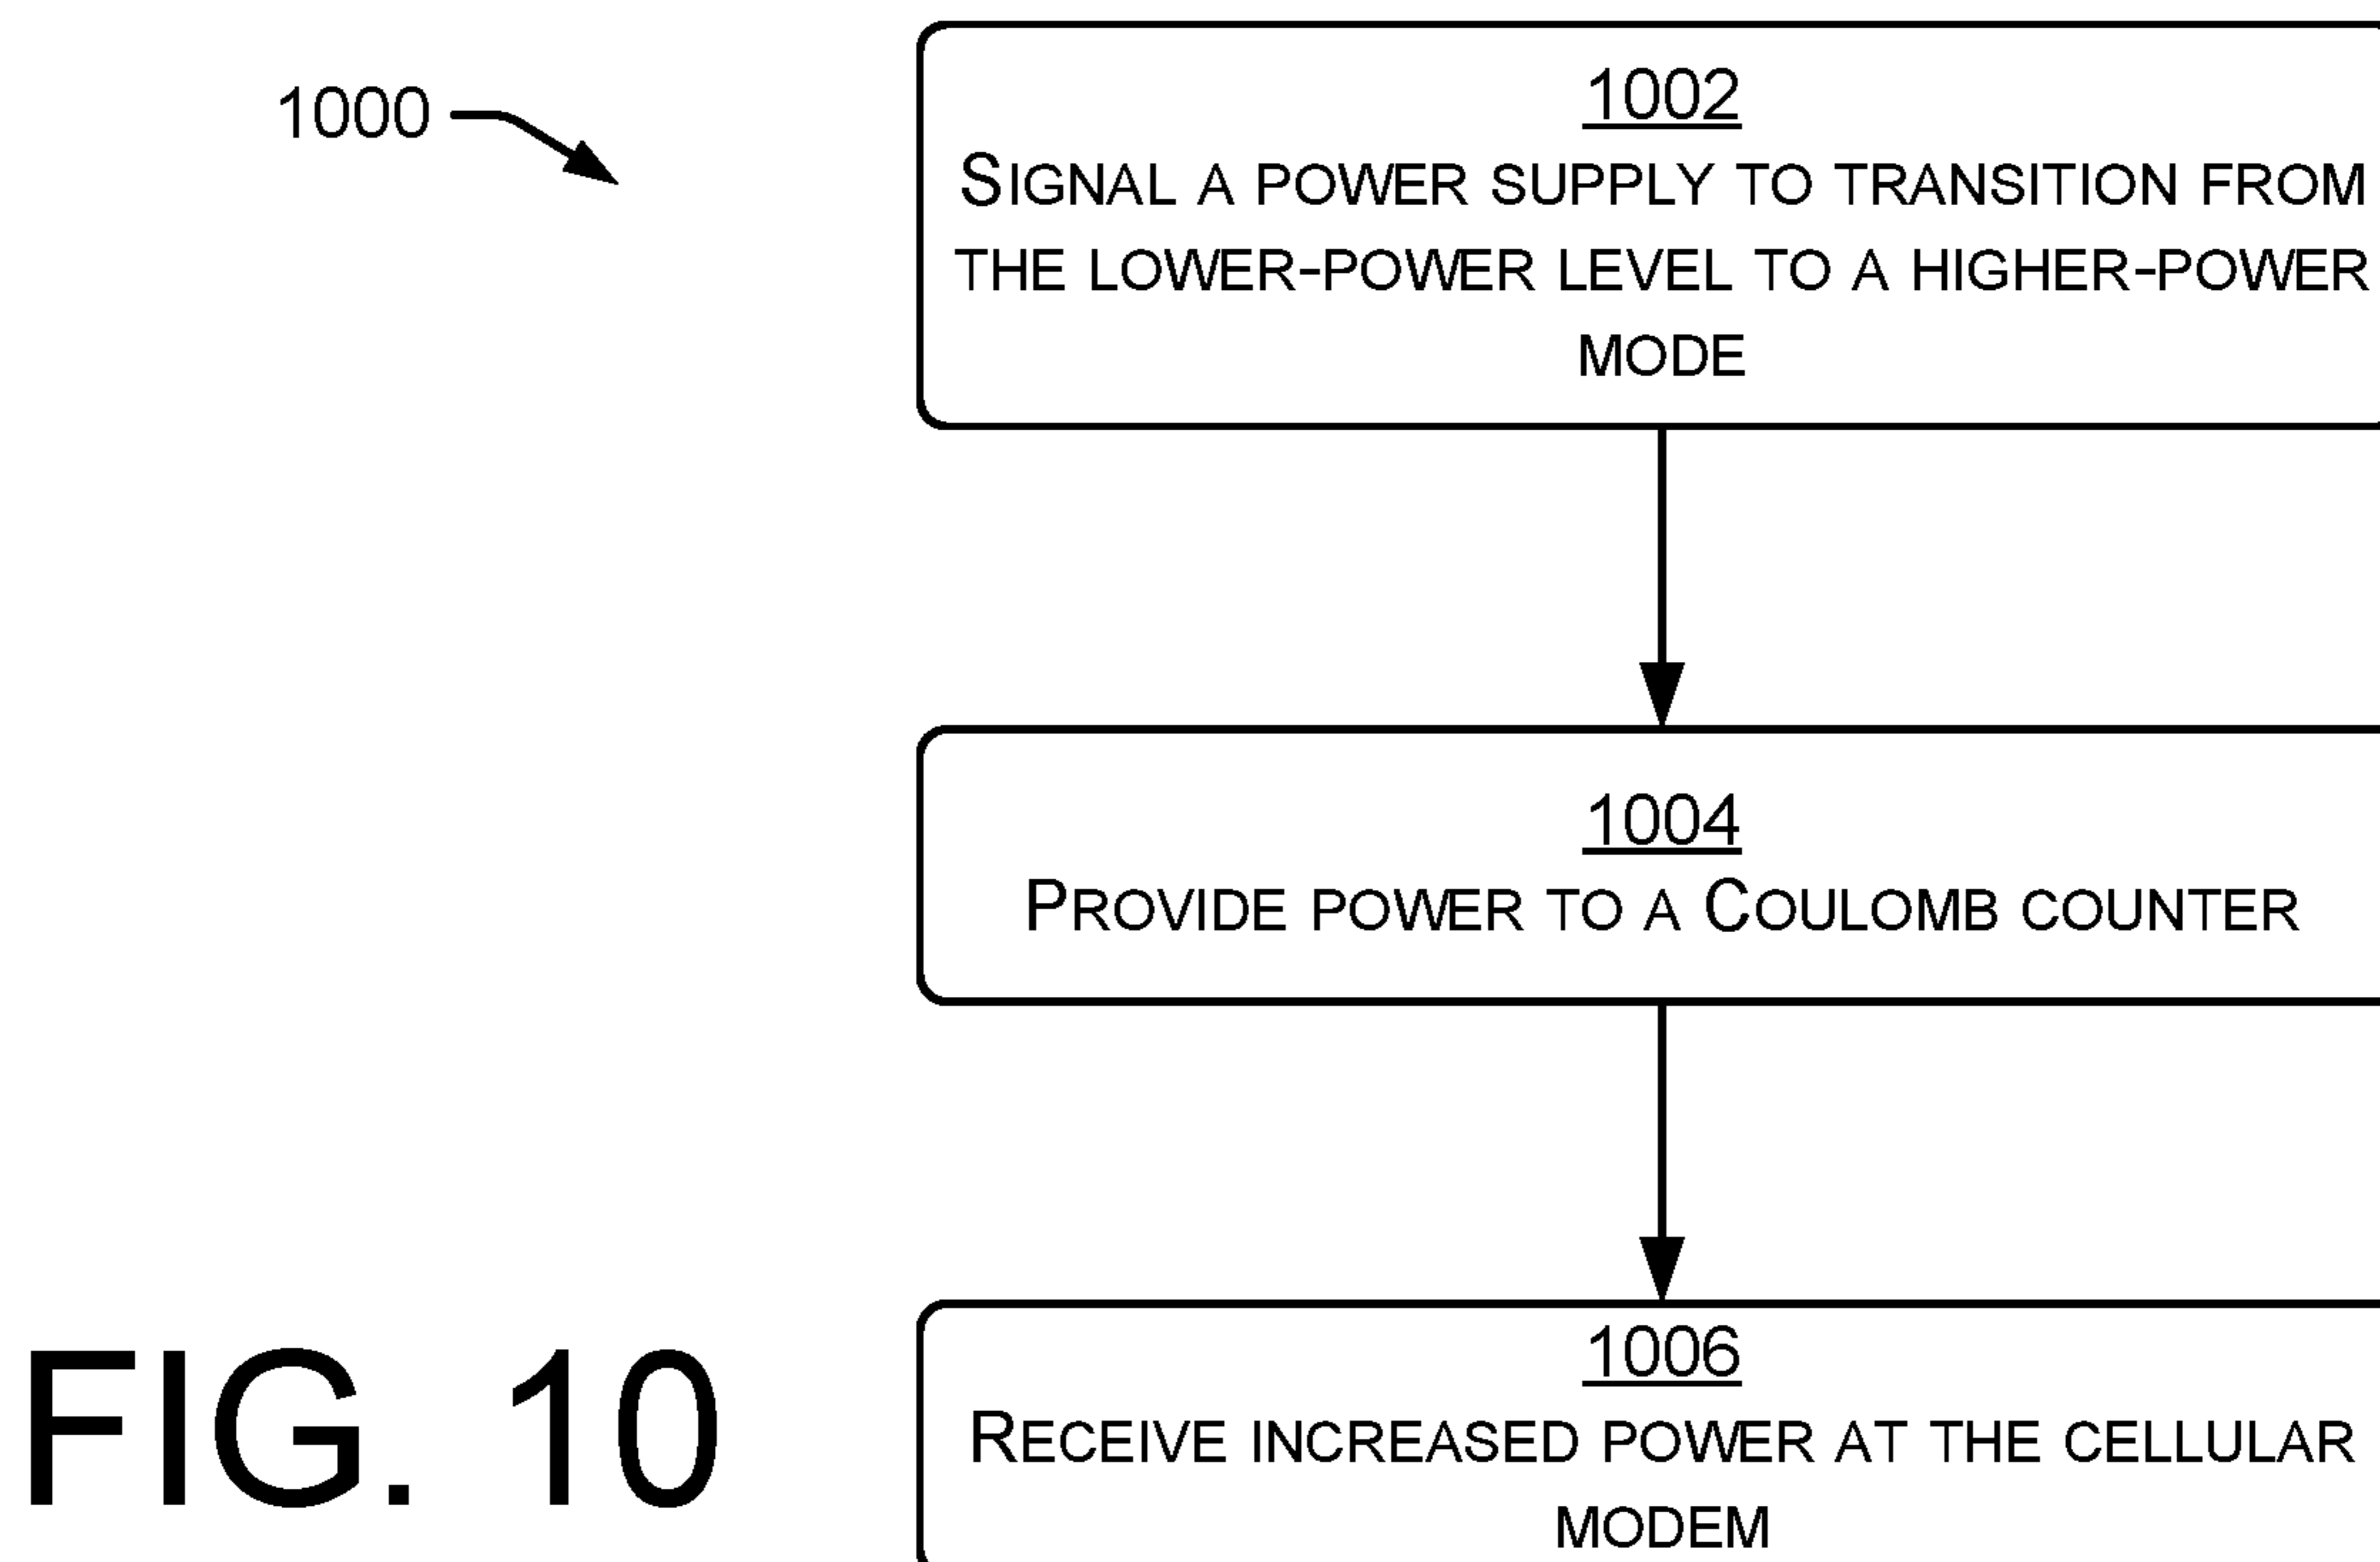 1000
1002
SIGNAL A POWER SUPPLY TO TRANSITION FROM
THE LOWER-POWER LEVEL TO A HIGHER-POWER
MODE
1004
PROVIDE POWER TO A COULOMB COUNTER
1006
RECEIVE INCREASED POWER AT THE CELLULAR
MODEM
FIG. 10